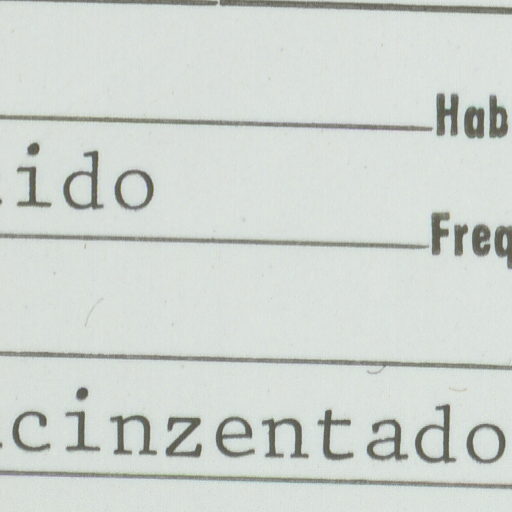 Hab
ido
Freq
cinzentado